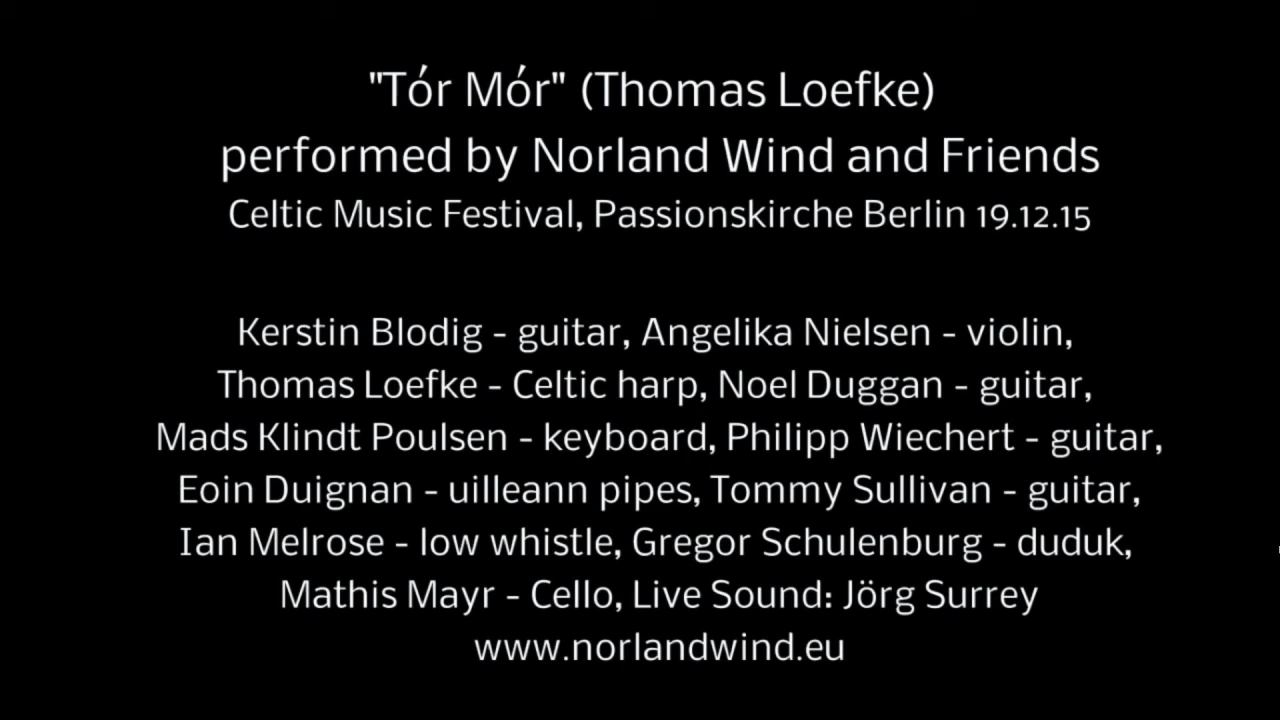 "Tór Mór" (Thomas Loefke)
performed by Norland Wind and Friends
Celtic Music Festival, Passionskirche Berlin 19.12.15
Kerstin Blodig - guitar, Angelika Nielsen - violin,
Thomas Loefke - Celtic harp, Noel Duggan - guitar,
Mads Klindt Poulsen - keyboard, Philipp Wiechert - guitar,
Eoin Duignan - uilleann pipes, Tommy Sullivan - guitar,
Ian Melrose - low whistle, Gregor Schulenburg - duduk,
Mathis Mayr - Cello, Live Sound: Jörg Surrey
www.norlandwind.eu